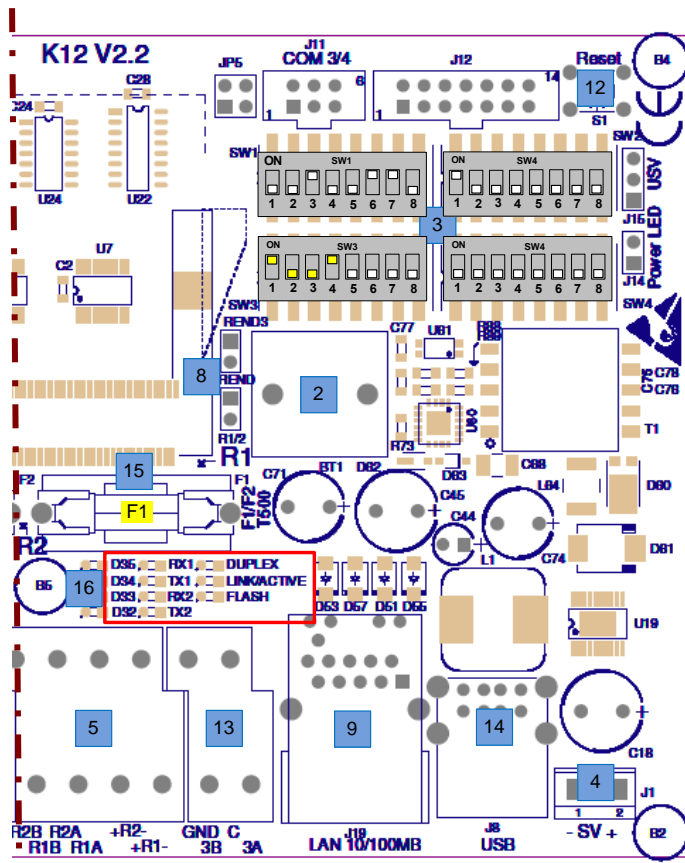 K12 V2.2
J11
COM 3/4
JP5
J12
Reset
B4
12
S1
6
1
14
1
C24
C28
U24
U22
SW1
ON
SW1
1 2 3 4 5 6 7 8
ON
SW4
1 2 3 4 5 6 7 8
SW2
USV
J15
3
ON
SW3
1 2 3 4 5 6 7 8
ON
SW4
1 2 3 4 5 6 7 8
Power LED
J14
SW3
SW4
U7
C2
REND3
8
REND
R1/2
2
C77
U81
R88
R89
U80
R73
C75
C78
C76
T1
R1
15
F2
F1
F1
F1/F2
T500
C71
BT1
D82
C45
D83
C88
L84
D80
C44
L1
C74
D81
R2
B5
16
D35 RX1 DUPLEX
D34 TX1 LINK/ACTIVE
D33 RX2 FLASH
D32 TX2
D53 D57 D51 D55
U19
5
13
9
14
C18
4
J1
1 2
R2B R2A +R2-
R1B R1A +R1-
GND C
3B 3A
J19
LAN 10/100MB
J8
USB
- 5V +
B2